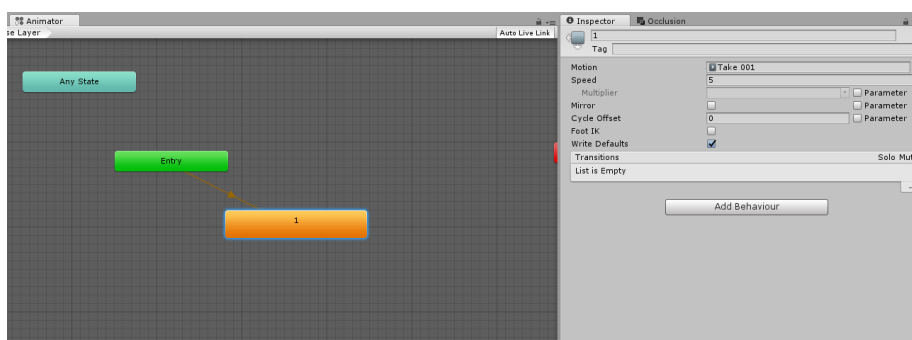 Animator
se Layer
Auto Live Link
Any State
Entry
1
Inspector
Occlusion
1
Tag
Motion
Take 001
Speed
5
Multiplier
Parameter
Mirror
Parameter
Cycle Offset
0
Parameter
Foot IK
Write Defaults
Transitions
Solo Mut
List is Empty
Add Behaviour